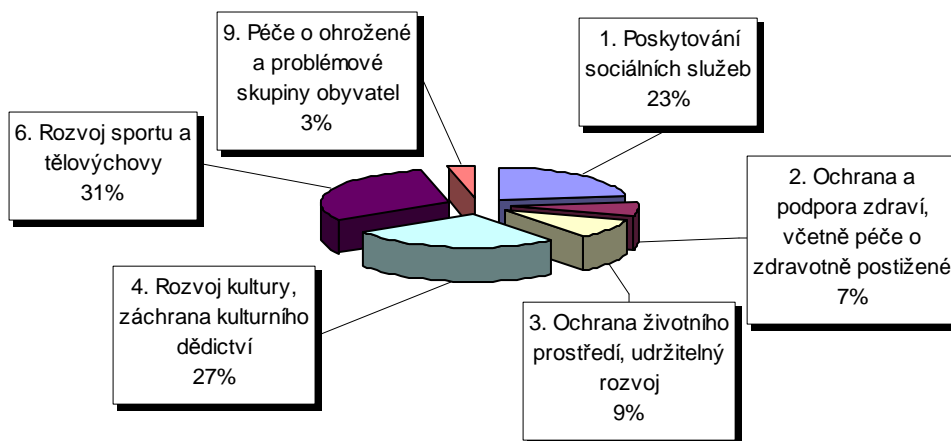 9. Péče o ohrožené
a problémové
skupiny obyvatel
3%
1. Poskytování
sociálních služeb
23%
6. Rozvoj sportu a
tělovýchovy
31%
2. Ochrana a
podpora zdraví,
včetně péče o
zdravotně postižené
7%
4. Rozvoj kultury,
záchrana kulturního
dědictví
27%
3. Ochrana životního
prostředí, udržitelný
rozvoj
9%